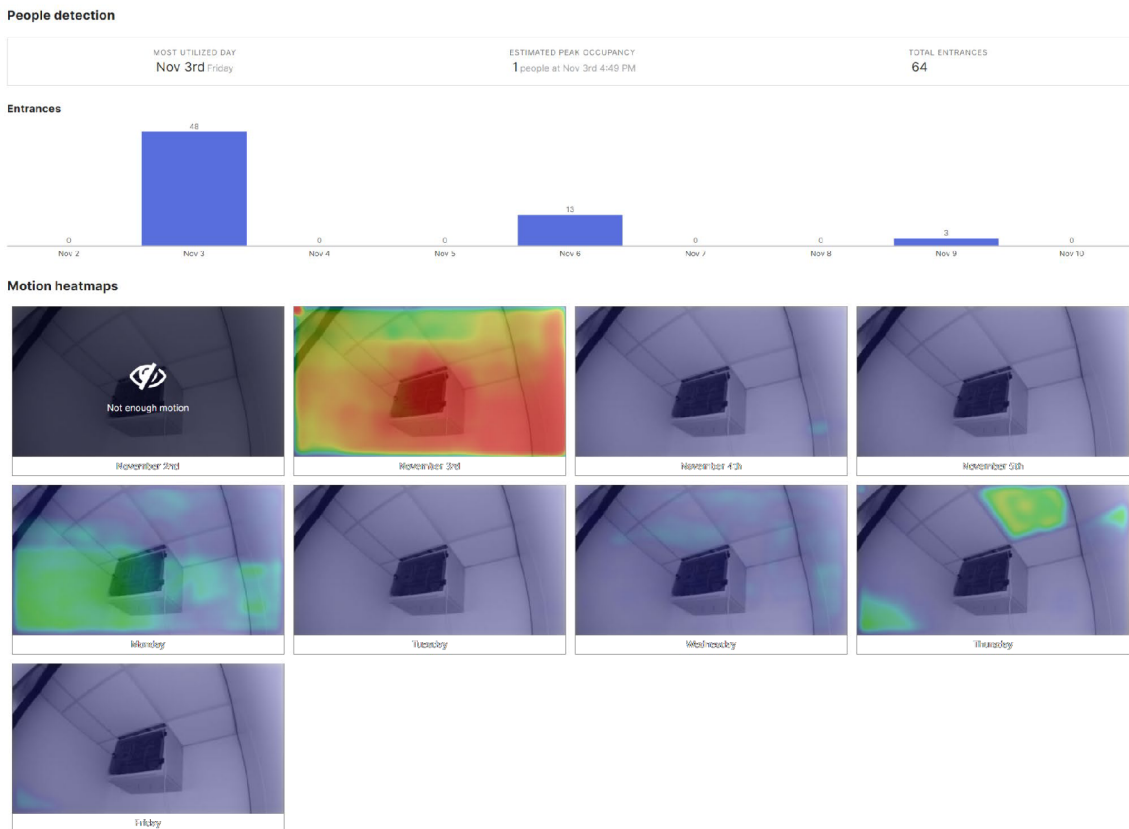 People detection
MOST UTILIZED DAY
Nov 3rd Friday
ESTIMATED PEAK OCCUPANCY
1 people at Nov 3rd 4:49 PM
TOTAL ENTRANCES
64
Entrances
0 48 0 0 13 0 0 3 0
Nov 2 Nov 3 Nov 4 Nov 5 Nov 6 Nov 7 Nov 8 Nov 9 Nov 10
Motion heatmaps
Not enough motion
November 2nd November 3rd November 4th November 5th
Monday Tuesday Wednesday Thursday
Friday